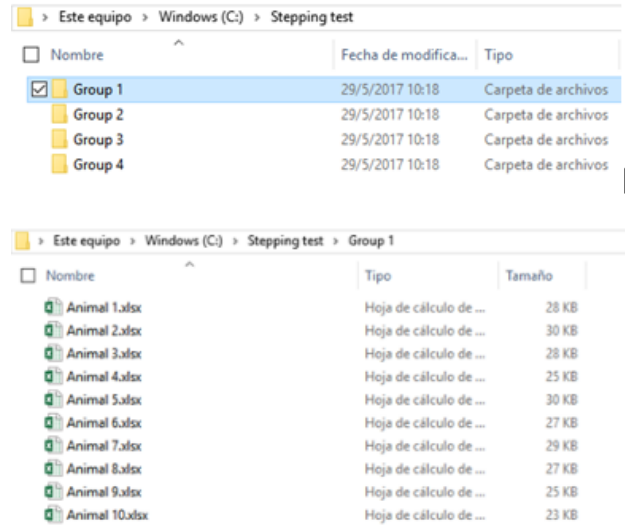 > Este equipo > Windows (C:) > Stepping test
Nombre Fecha de modifica... Tipo
Group 1 29/5/2017 10:18 Carpeta de archivos
Group 2 29/5/2017 10:18 Carpeta de archivos
Group 3 29/5/2017 10:18 Carpeta de archivos
Group 4 29/5/2017 10:18 Carpeta de archivos
> Este equipo > Windows (C:) > Stepping test > Group 1
Nombre Tipo Tamaño
Animal 1.xlsx Hoja de cálculo de ... 28 KB
Animal 2.xlsx Hoja de cálculo de ... 30 KB
Animal 3.xlsx Hoja de cálculo de ... 28 KB
Animal 4.xlsx Hoja de cálculo de ... 25 KB
Animal 5.xlsx Hoja de cálculo de ... 30 KB
Animal 6.xlsx Hoja de cálculo de ... 27 KB
Animal 7.xlsx Hoja de cálculo de ... 29 KB
Animal 8.xlsx Hoja de cálculo de ... 27 KB
Animal 9.xlsx Hoja de cálculo de ... 25 KB
Animal 10.xlsx Hoja de cálculo de ... 23 KB